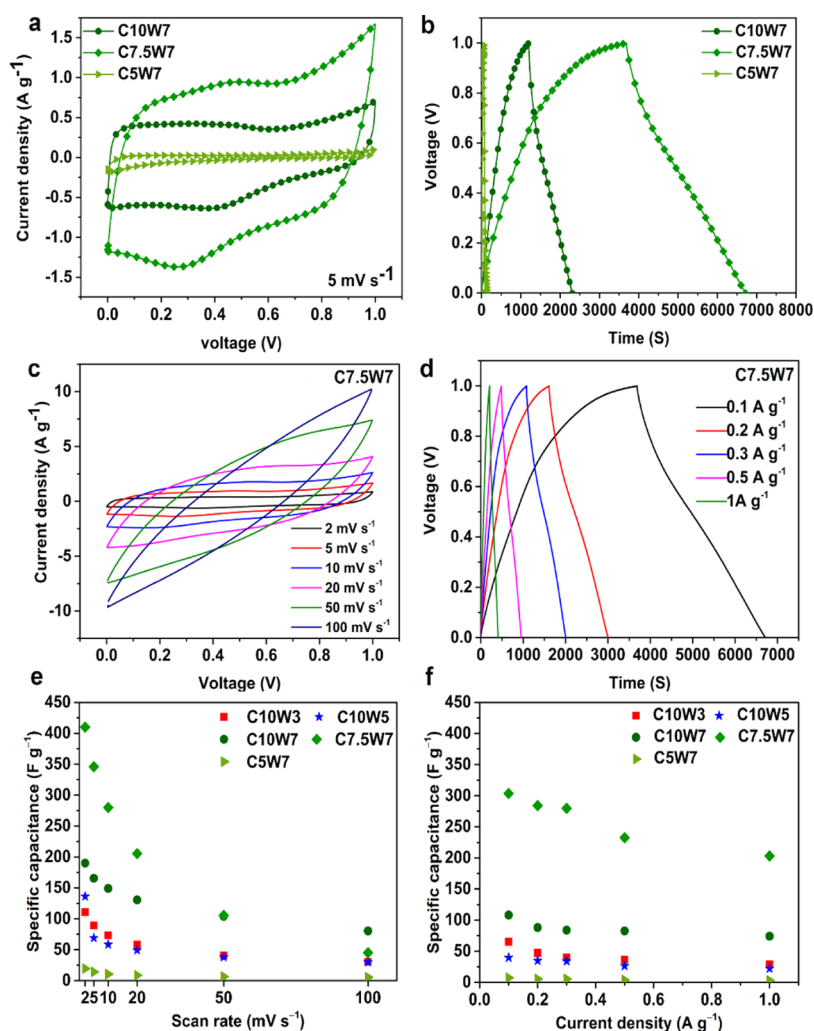 a
C10W7
C7.5W7
C5W7
1.5
1.0
0.5
0.0
-0.5
-1.0
-1.5
Current density (A g⁻¹)
5 mV s⁻¹
0.0 0.2 0.4 0.6 0.8 1.0
voltage (V)
b
C10W7
C7.5W7
C5W7
1.0
0.8
0.6
0.4
0.2
0.0
Voltage (V)
0 1000 2000 3000 4000 5000 6000 7000 8000
Time (S)
c
C7.5W7
10
5
0
-5
-10
Current density (A g⁻¹)
2 mV s⁻¹
5 mV s⁻¹
10 mV s⁻¹
20 mV s⁻¹
50 mV s⁻¹
100 mV s⁻¹
0.0 0.2 0.4 0.6 0.8 1.0
Voltage (V)
d
C7.5W7
1.0
0.8
0.6
0.4
0.2
0.0
Voltage (V)
0.1 A g⁻¹
0.2 A g⁻¹
0.3 A g⁻¹
0.5 A g⁻¹
1A g⁻¹
0 1000 2000 3000 4000 5000 6000 7000
Time (S)
e
C10W3 C10W5
C10W7 C7.5W7
C5W7
450
400
350
300
250
200
150
100
50
0
Specific capacitance (F g⁻¹)
2 5 10 20 50 100
Scan rate (mV s⁻¹)
f
C10W3 C10W5
C10W7 C7.5W7
C5W7
450
400
350
300
250
200
150
100
50
0
Specific capacitance (F g⁻¹)
0.0 0.2 0.4 0.6 0.8 1.0
Current density (A g⁻¹)